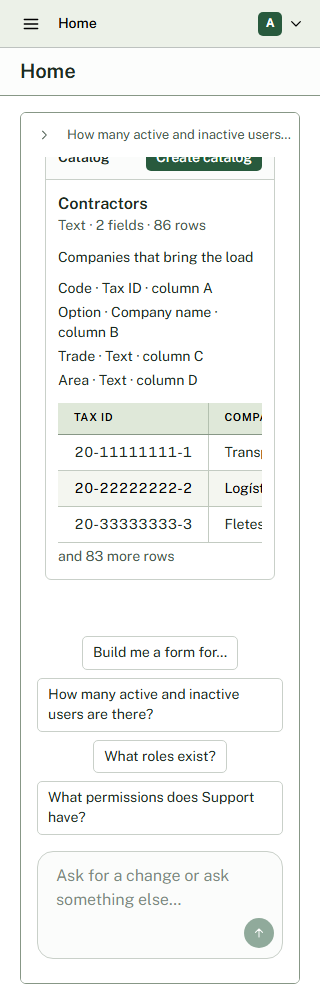 Home
A
Home
How many active and inactive users...
Catalog
Create catalog
Contractors
Text · 2 fields · 86 rows
Companies that bring the load
Code · Tax ID · column A
Option · Company name ·
column B
Trade · Text · column C
Area · Text · column D
TAX ID
20-11111111-1
20-22222222-2
20-33333333-3
and 83 more rows
Build me a form for...
How many active and inactive
users are there?
What roles exist?
What permissions does Support
have?
Ask for a change or ask
something else...